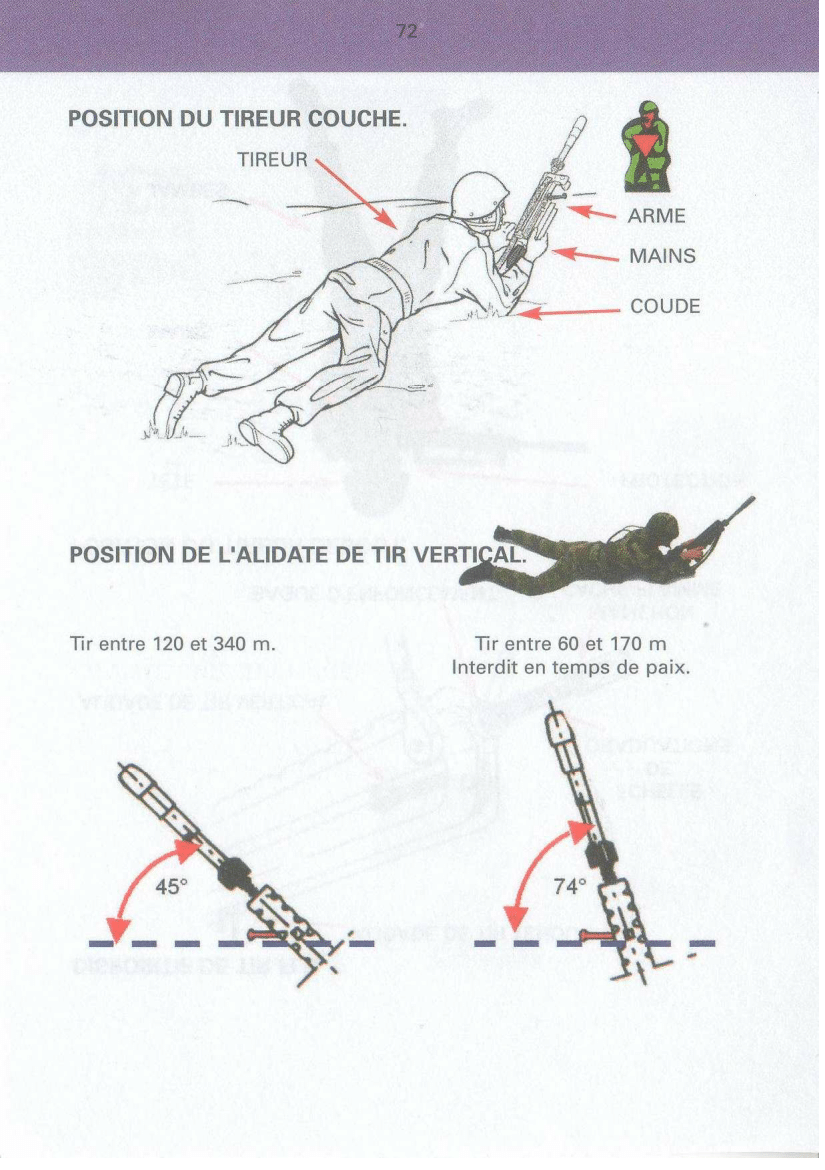 72
POSITION DU TIREUR COUCHE.
TIREUR
ARME
MAINS
COUDE
POSITION DE L'ALIDATE DE TIR VERTICAL.
Tir entre 120 et 340 m.
Tir entre 60 et 170 m
Interdit en temps de paix.
45°
74°